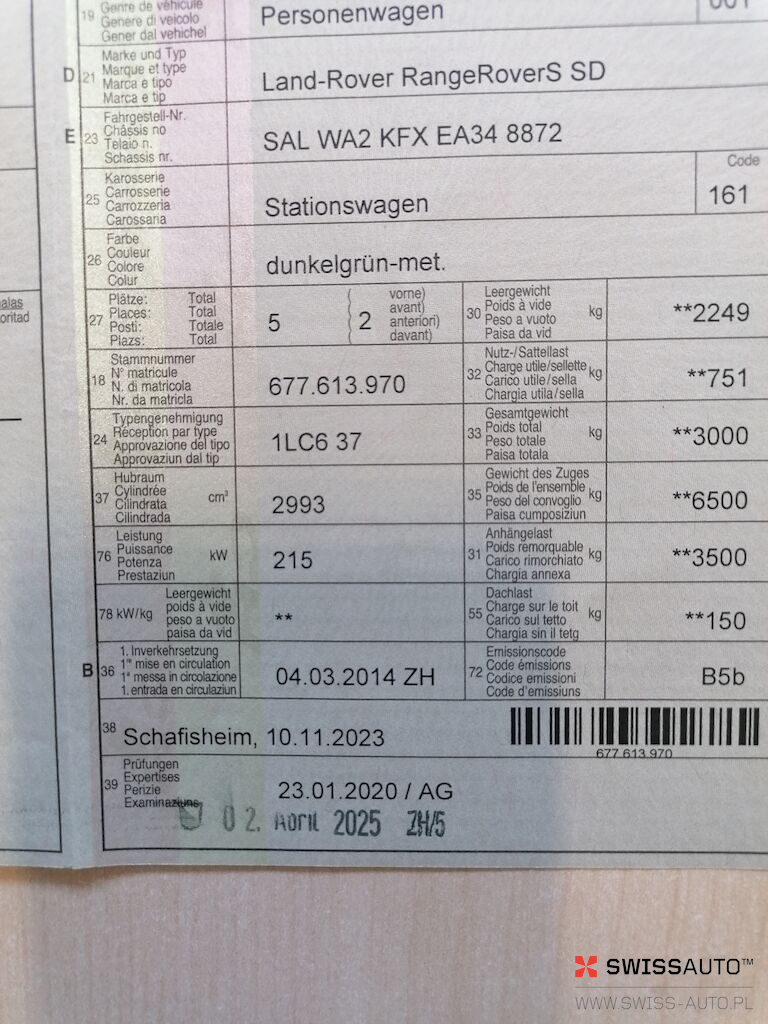 19 Genre de véhicule
Genere di veicolo
Gener dal vehichel
Personenwagen
001
D 21 Marke und Typ
Marque et type
Marca e tipo
Marca e tip
Land-Rover RangeRoverS SD
E 23 Fahrgestell-Nr.
Châssis no
Telaio n.
Schassis nr.
SAL WA2 KFX EA34 8872
25 Karosserie
Carrosserie
Carrozzeria
Carossaria
Stationswagen
Code
161
26 Farbe
Couleur
Colore
Colur
dunkelgrün-met.
alas
oritad
27 Plätze: Total
Places: Total
Posti: Totale
Plazs: Total
5
( 2 vorne)
( avant)
anteriori)
davant)
30 Leergewicht
Poids à vide
Peso a vuoto
Paisa da vid
kg
**2249
18 Stammnummer
N° matricule
N. di matricola
Nr. da matricla
677.613.970
32 Nutz-/Sattellast
Charge utile/sellette
Carico utile/sella
Chargia utila/sella
kg
**751
24 Typengenehmigung
Réception par type
Approvazione del tipo
Approvaziun dal tip
1LC6 37
33 Gesamtgewicht
Poids total
Peso totale
Paisa totala
kg
**3000
37 Hubraum
Cylindrée
Cilindrata
Cilindrada
cm³
2993
35 Gewicht des Zuges
Poids de l'ensemble
Peso del convoglio
Paisa cumposiziun
kg
**6500
76 Leistung
Puissance
Potenza
Prestaziun
kW
215
31 Anhängelast
Poids remorquable
Carico rimorchiato
Chargia annexa
kg
**3500
78 kW/kg
Leergewicht
poids à vide
peso a vuoto
paisa da vid
**
55 Dachlast
Charge sur le toit
Carico sul tetto
Chargia sin il tetg
kg
**150
B 36 1. Inverkehrsetzung
1re mise en circulation
1a messa in circolazione
1. entrada en circulaziun
04.03.2014 ZH
72 Emissionscode
Code émissions
Codice emissioni
Code d'emissiuns
B5b
38 Schafisheim, 10.11.2023
677 613 970
39 Prüfungen
Expertises
Perizie
Examinaziuns
23.01.2020 / AG
02. April 2025 ZH/5
SWISSAUTO™
WWW.SWISS-AUTO.PL